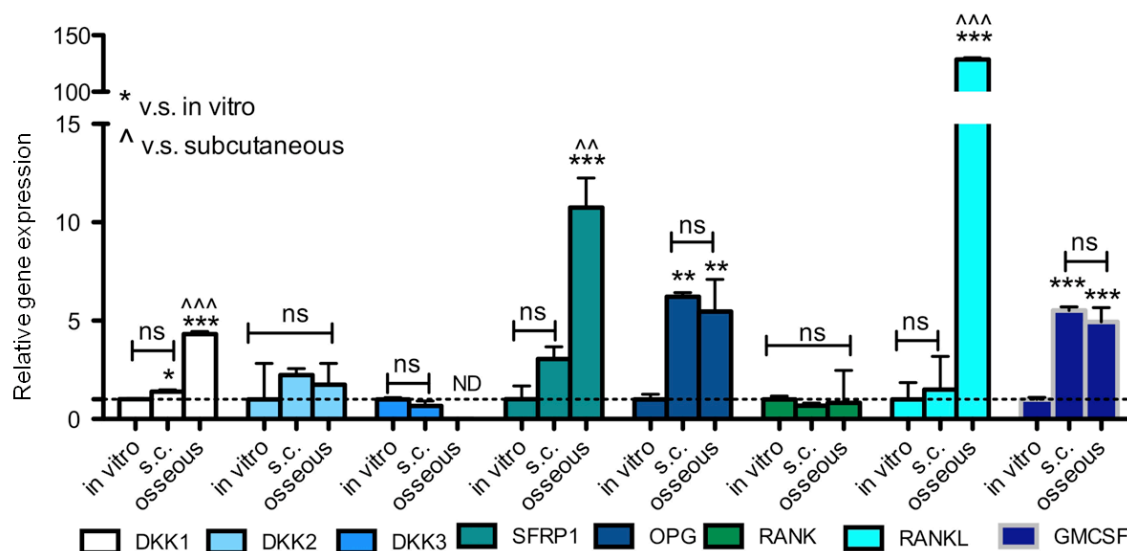 Relative gene expression
150
100
15
10
5
0
* v.s. in vitro
^ v.s. subcutaneous
ns
*
^^^
***
ns
ns
ND
ns
^^
***
ns
**
**
ns
ns
^^^
***
ns
***
***
in vitro
s.c.
osseous
in vitro
s.c.
osseous
in vitro
s.c.
osseous
in vitro
s.c.
osseous
in vitro
s.c.
osseous
in vitro
s.c.
osseous
in vitro
s.c.
osseous
in vitro
s.c.
osseous
DKK1 DKK2 DKK3 SFRP1 OPG RANK RANKL GMCSF